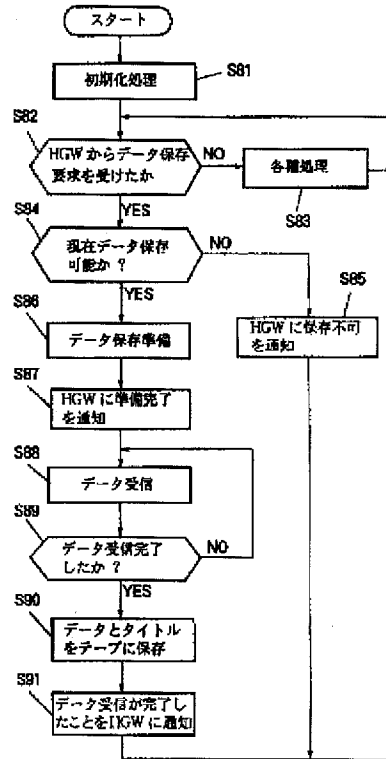 スタート
初期化処理
S81
S82
HGWからデータ保存
要求を受けたか
NO
各種処理
S83
YES
S84
現在データ保存
可能か？
NO
YES
S85
HGWに保存不可
を通知
S86
データ保存準備
S87
HGWに準備完了
を通知
S88
データ受信
S89
データ受信完了
したか？
NO
YES
S90
データとタイトル
をテープに保存
S91
データ受信が完了し
たことをHGWに通知